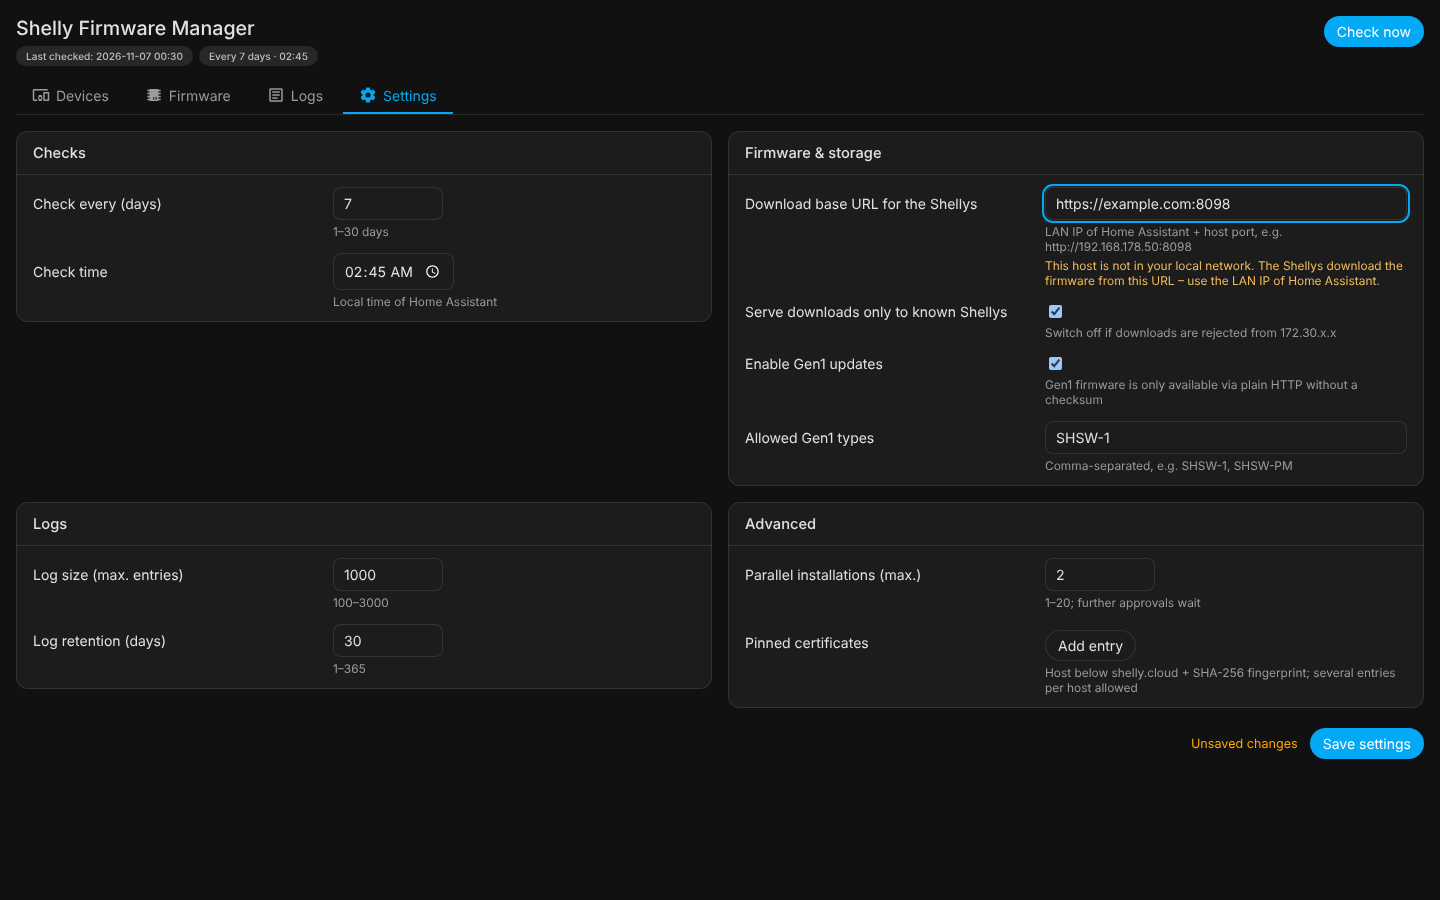 Shelly Firmware Manager
Check now
Last checked: 2026-11-07 00:30
Every 7 days · 02:45
Devices
Firmware
Logs
Settings
Checks
Check every (days)
7
1–30 days
Check time
02:45 AM
Local time of Home Assistant
Firmware & storage
Download base URL for the Shellys
https://example.com:8098
LAN IP of Home Assistant + host port, e.g.
http://192.168.178.50:8098
This host is not in your local network. The Shellys download the
firmware from this URL – use the LAN IP of Home Assistant.
Serve downloads only to known Shellys
Switch off if downloads are rejected from 172.30.x.x
Enable Gen1 updates
Gen1 firmware is only available via plain HTTP without a
checksum
Allowed Gen1 types
SHSW-1
Comma-separated, e.g. SHSW-1, SHSW-PM
Logs
Log size (max. entries)
1000
100–3000
Log retention (days)
30
1–365
Advanced
Parallel installations (max.)
2
1–20; further approvals wait
Pinned certificates
Add entry
Host below shelly.cloud + SHA-256 fingerprint; several entries
per host allowed
Unsaved changes
Save settings